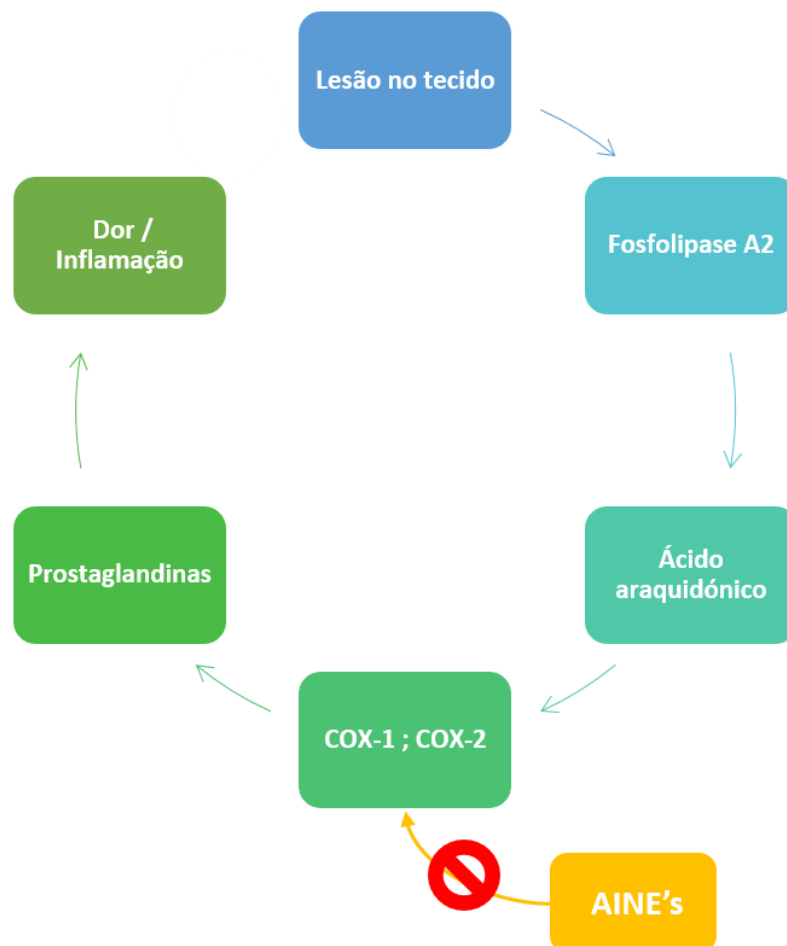 Lesão no tecido
Fosfolipase A2
Ácido
araquidónico
COX-1 ; COX-2
Prostaglandinas
Dor /
Inflamação
AINE’s